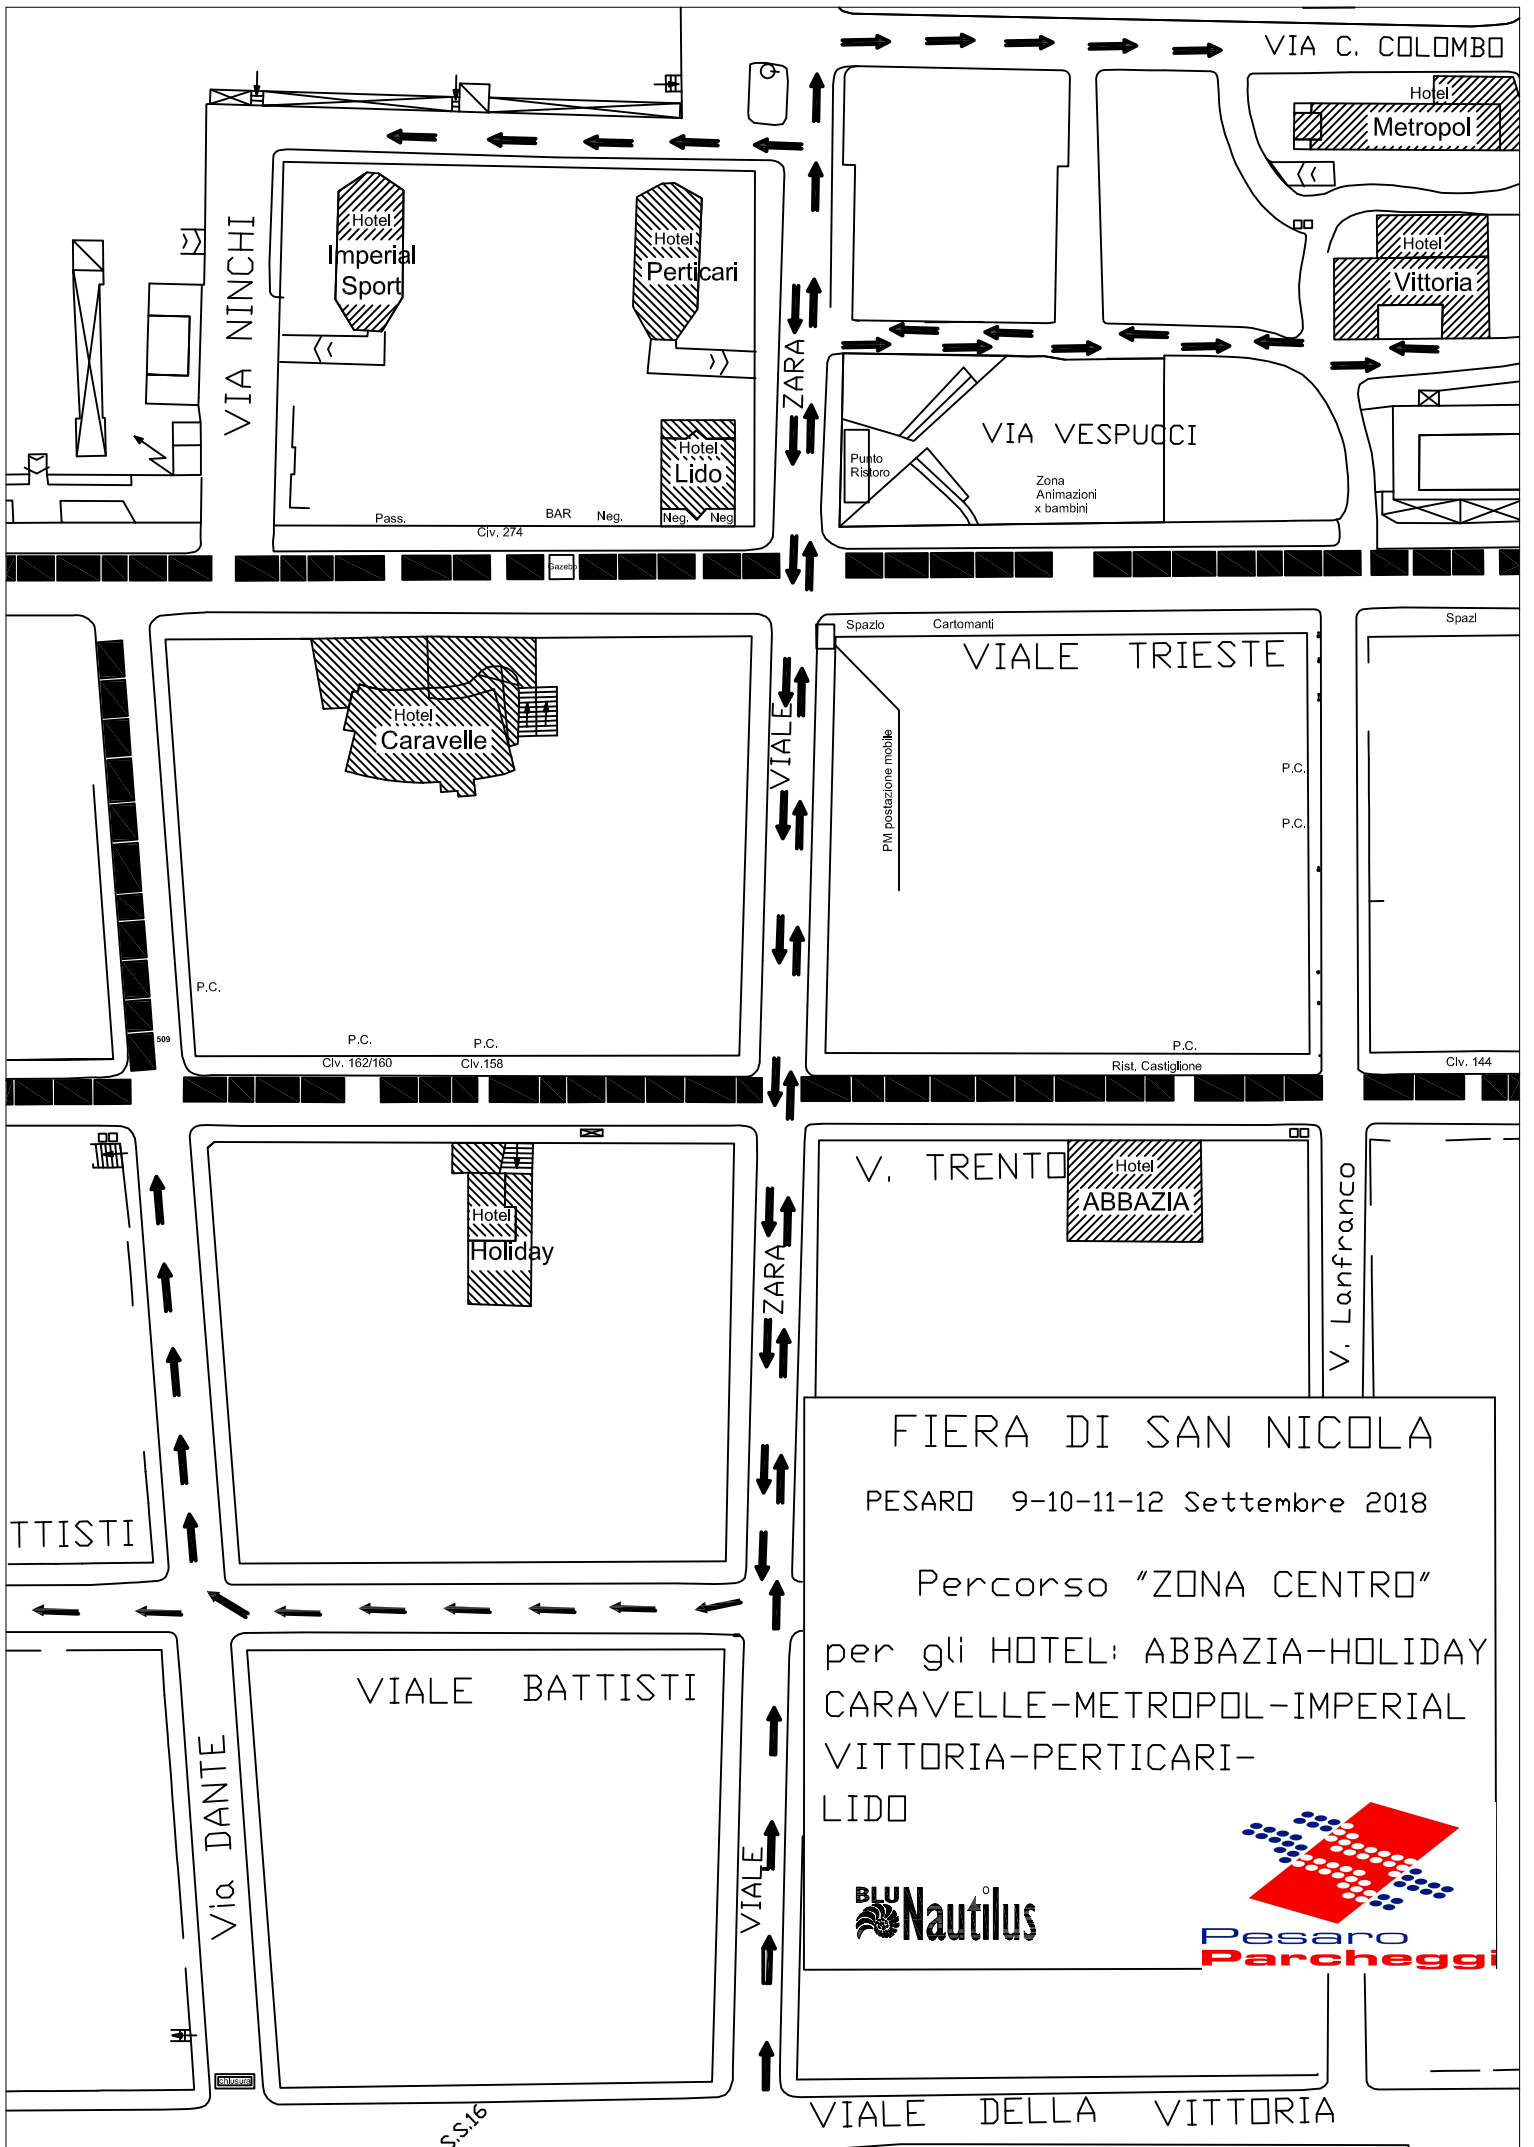 VIA C. COLOMBO
Hotel
Metropol
Hotel
Imperial
Sport
Hotel
Perticari
Hotel
Vittoria
VIA NINCHI
ZARA
Hotel
Lido
VIA VESPUCCI
Punto
Ristoro
Zona
Animazioni
x bambini
Pass.
Civ. 274
BAR
Neg.
Neg.
Neg
Gazebo
Spazio
Cartomanti
Spazi
VIALE TRIESTE
Hotel
Caravelle
VIALE
PM postazione mobile
P.C.
P.C.
P.C.
509
P.C.
P.C.
Civ. 162/160
Civ.158
P.C.
Rist. Castiglione
Civ. 144
V. TRENTO
Hotel
ABBAZIA
Hotel
Holiday
ZARA
V. Lanfranco
FIERA DI SAN NICOLA
PESARO 9-10-11-12 Settembre 2018
Percorso "ZONA CENTRO"
per gli HOTEL: ABBAZIA-HOLIDAY
CARAVELLE-METROPOL-IMPERIAL
VITTORIA-PERTICARI-
LIDO
TTISTI
VIALE BATTISTI
Via DANTE
VIALE
BLU
Nautilus
Pesaro
Parcheggi
chiusura
S.S.16
VIALE DELLA VITTORIA